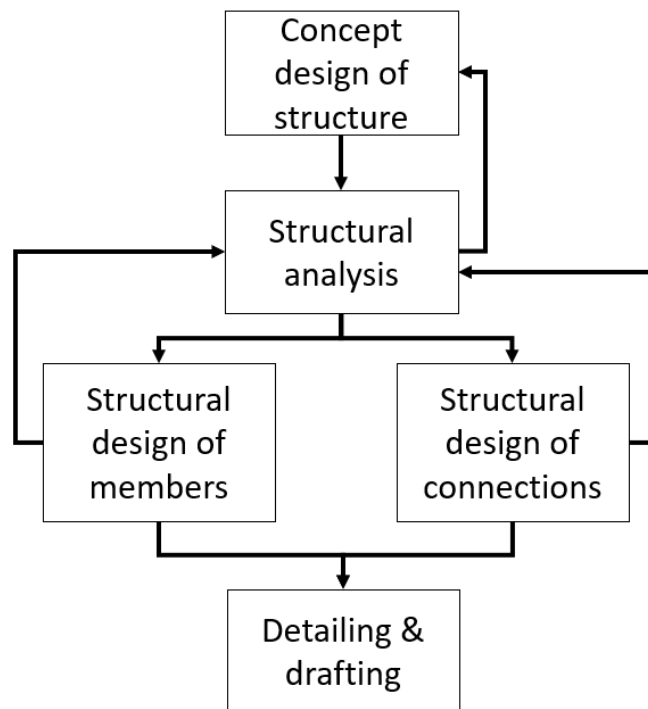 Concept
design of
structure
Structural
analysis
Structural
design of
members
Structural
design of
connections
Detailing &
drafting